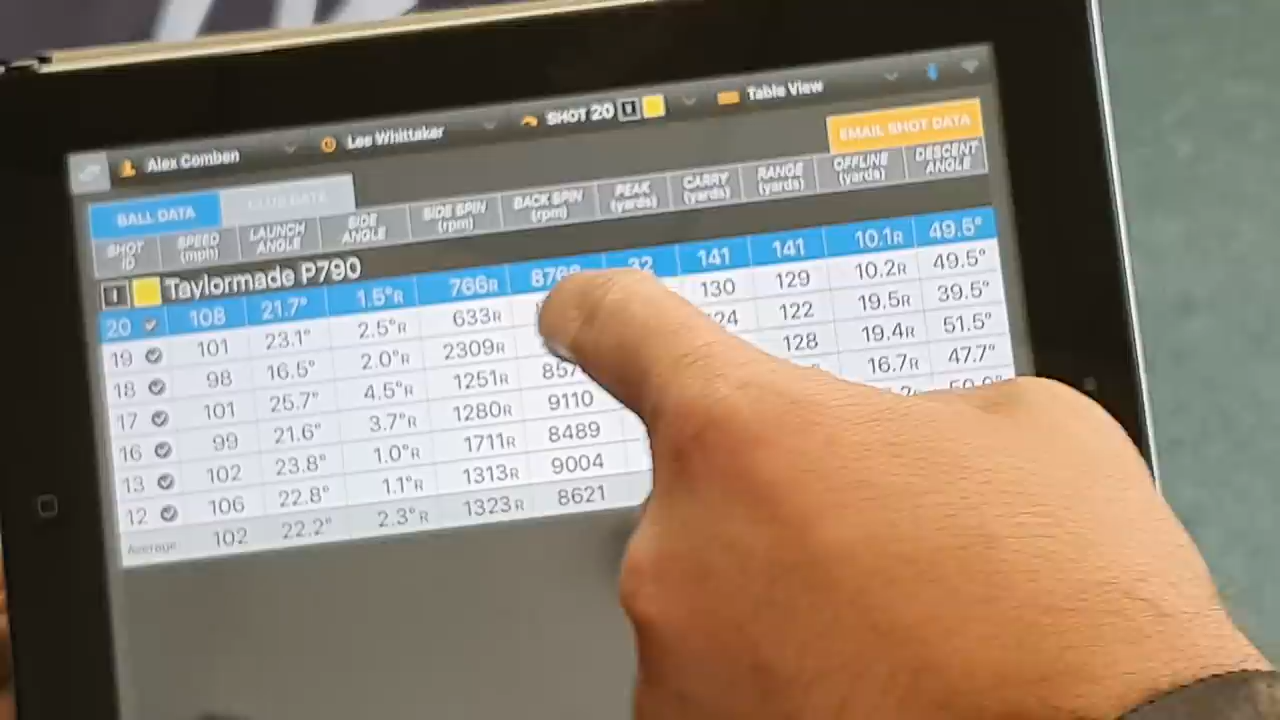 Alex Comben Lee Whittaker SHOT 20 Table View
EMAIL SHOT DATA
BALL DATA CLUB DATA
SHOT ID SPEED (mph) LAUNCH ANGLE SIDE ANGLE SIDE SPIN (rpm) BACK SPIN (rpm) PEAK (yards) CARRY (yards) RANGE (yards) OFFLINE (yards) DESCENT ANGLE
Taylormade P790
20 108 21.7° 1.5°R 766R 32 141 141 10.1R 49.5°
19 101 23.1° 2.5°R 633R 130 129 10.2R 49.5°
18 98 16.5° 2.0°R 2309R 122 19.5R 39.5°
17 101 25.7° 4.5°R 1251R 128 19.4R 51.5°
16 99 21.6° 3.7°R 1280R 9110 16.7R 47.7°
13 102 23.8° 1.0°R 1711R 8489
12 106 22.8° 1.1°R 1313R 9004
Average 102 22.2° 2.3°R 1323R 8621